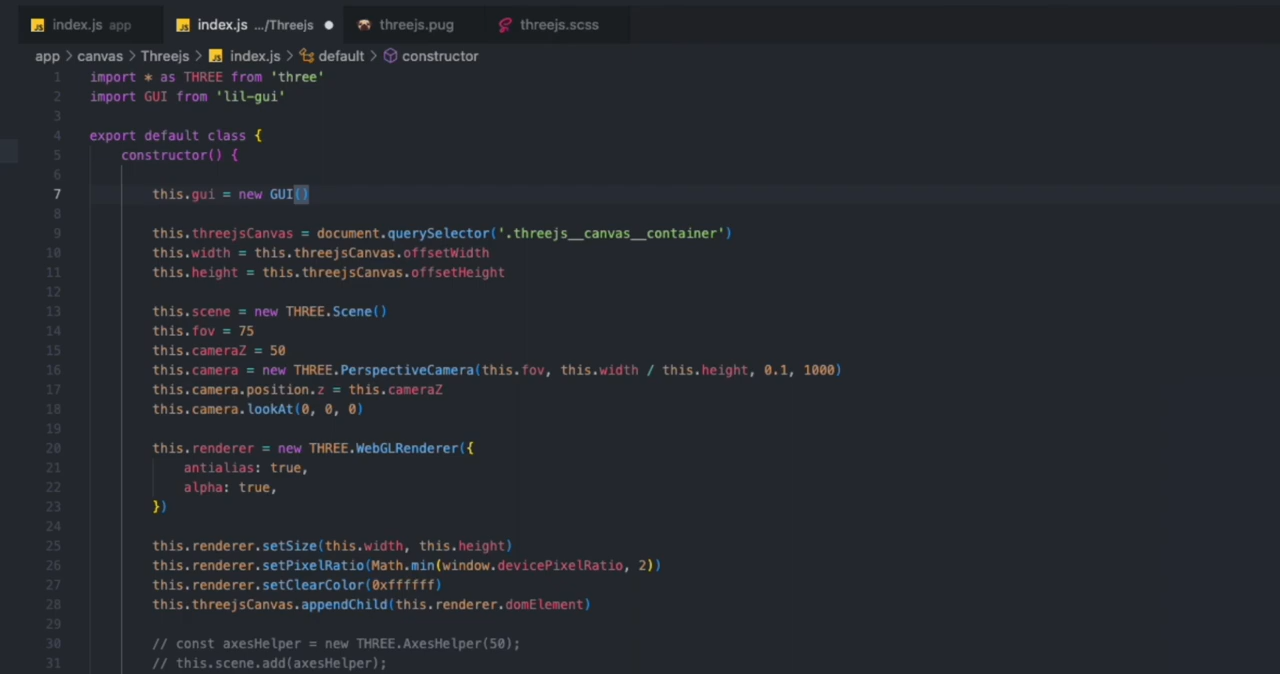 JS index.js app JS index.js .../Threejs threejs.pug threejs.scss
app > canvas > Threejs > JS index.js > default > constructor
1 import * as THREE from 'three'
2 import GUI from 'lil-gui'
3
4 export default class {
5 constructor() {
6
7 this.gui = new GUI()
8
9 this.threejsCanvas = document.querySelector('.threejs__canvas__container')
10 this.width = this.threejsCanvas.offsetWidth
11 this.height = this.threejsCanvas.offsetHeight
12
13 this.scene = new THREE.Scene()
14 this.fov = 75
15 this.cameraZ = 50
16 this.camera = new THREE.PerspectiveCamera(this.fov, this.width / this.height, 0.1, 1000)
17 this.camera.position.z = this.cameraZ
18 this.camera.lookAt(0, 0, 0)
19
20 this.renderer = new THREE.WebGLRenderer({
21 antialias: true,
22 alpha: true,
23 })
24
25 this.renderer.setSize(this.width, this.height)
26 this.renderer.setPixelRatio(Math.min(window.devicePixelRatio, 2))
27 this.renderer.setClearColor(0xffffff)
28 this.threejsCanvas.appendChild(this.renderer.domElement)
29
30 // const axesHelper = new THREE.AxesHelper(50);
31 // this.scene.add(axesHelper);